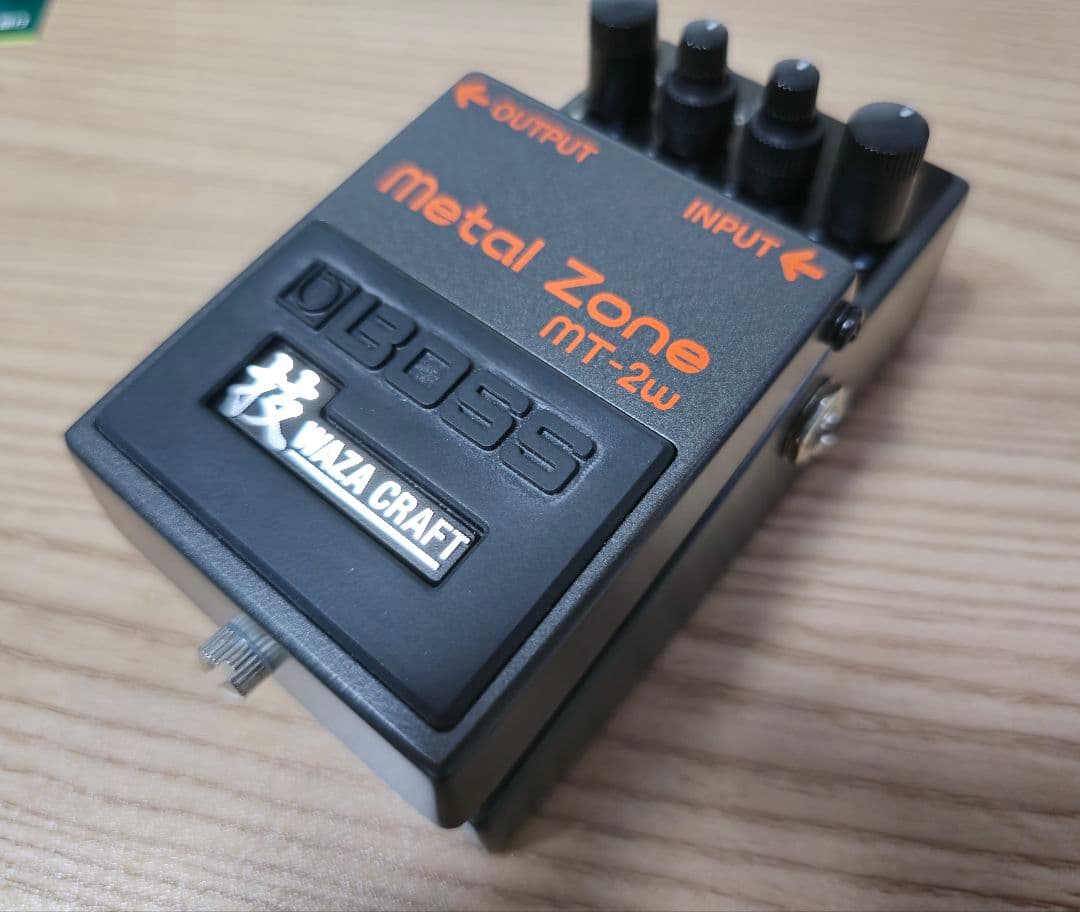 ← OUTPUT
INPUT ←
Metal Zone
MT-2w
BOSS
技 WAZA CRAFT